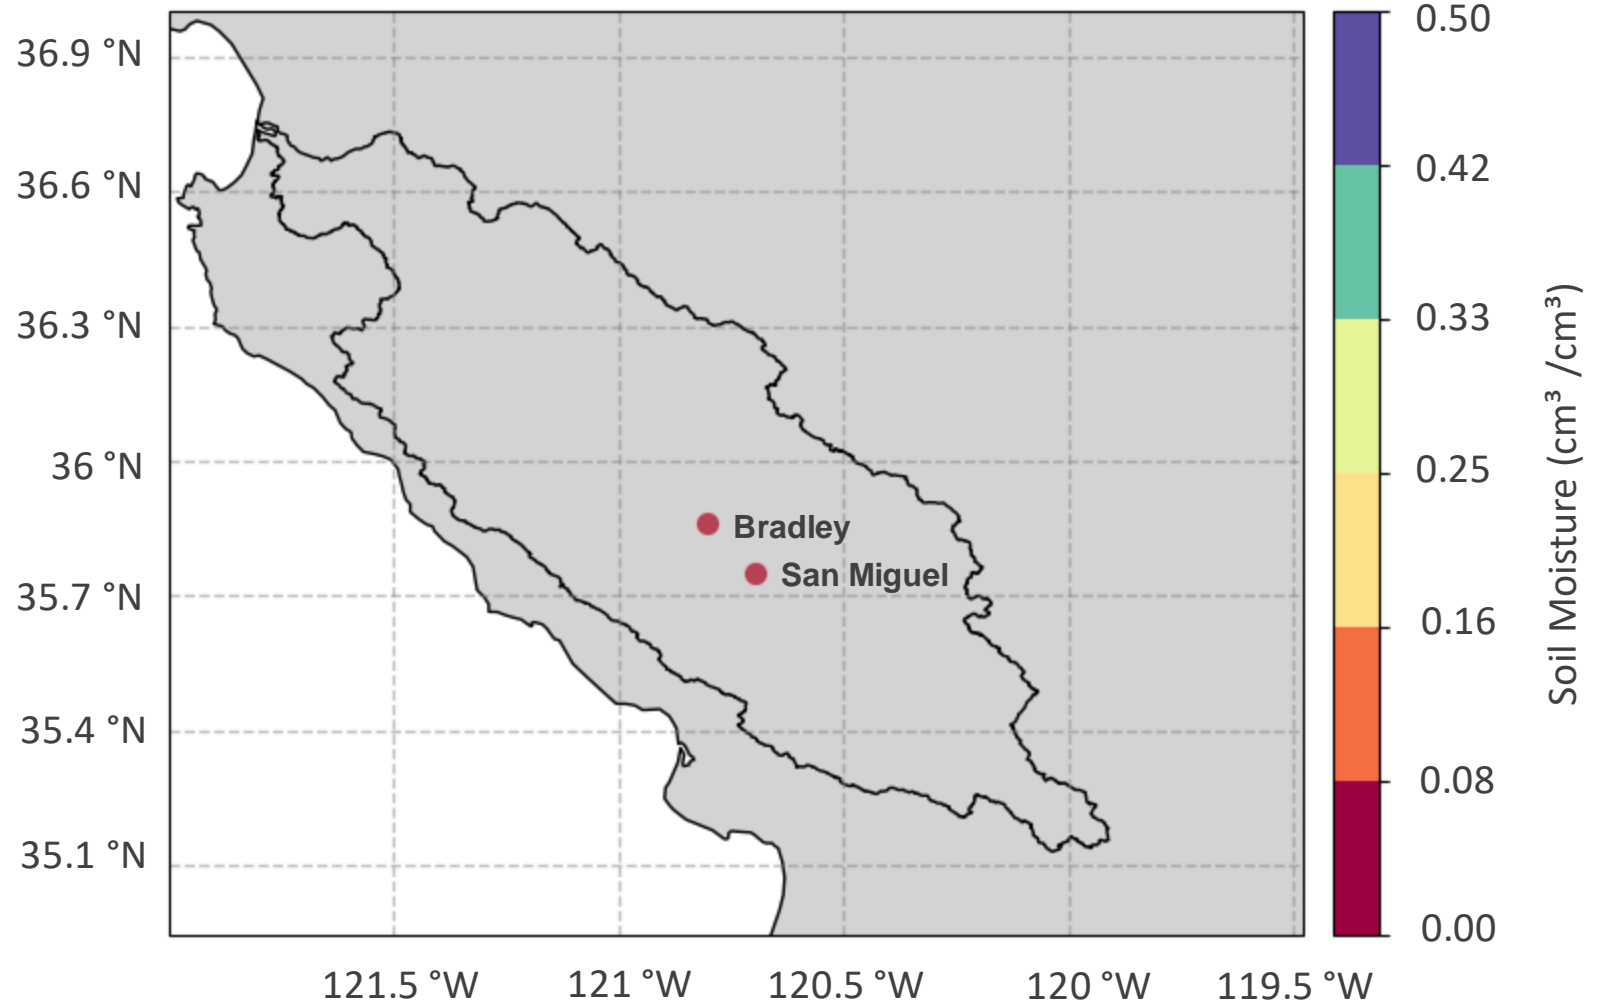 36.9 °N
36.6 °N
36.3 °N
36 °N
35.7 °N
35.4 °N
35.1 °N
Bradley
San Miguel
121.5 °W
121 °W
120.5 °W
120 °W
119.5 °W
0.50
0.42
0.33
0.25
0.16
0.08
0.00
Soil Moisture (cm³ /cm³)